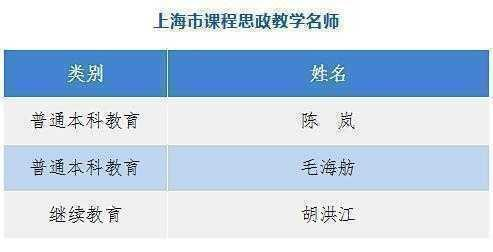 上海市课程思政教学名师
类别 姓名
普通本科教育 陈 岚
普通本科教育 毛海舫
继续教育 胡洪江